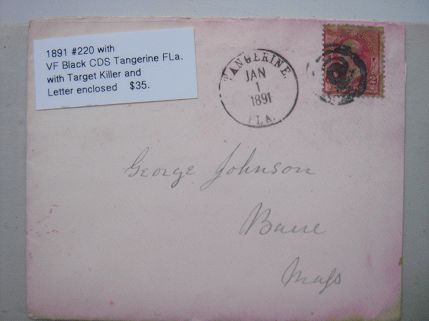 1891 #220 with
VF Black CDS Tangerine FLa.
with Target Killer and
Letter enclosed $35.
TANGERINE
JAN
1
1891
FLA.
George Johnson
Barre
Mass